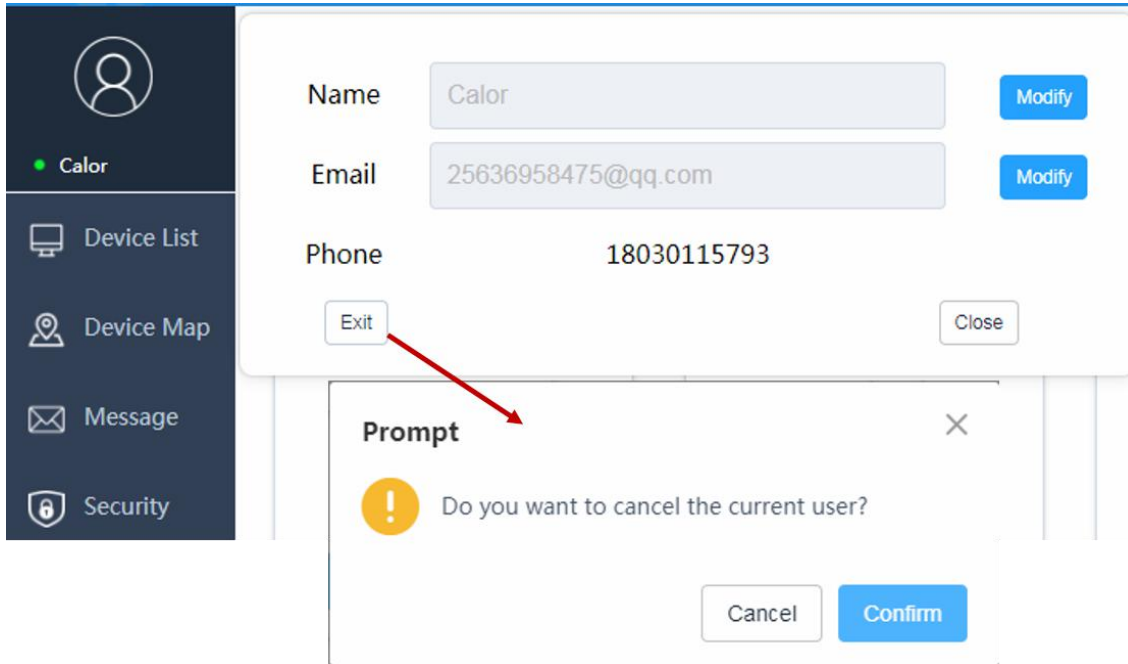 Calor
Device List
Device Map
Message
Security
Name Calor Modify
Email 25636958475@qq.com Modify
Phone 18030115793
Exit Close
Prompt
Do you want to cancel the current user?
Cancel Confirm